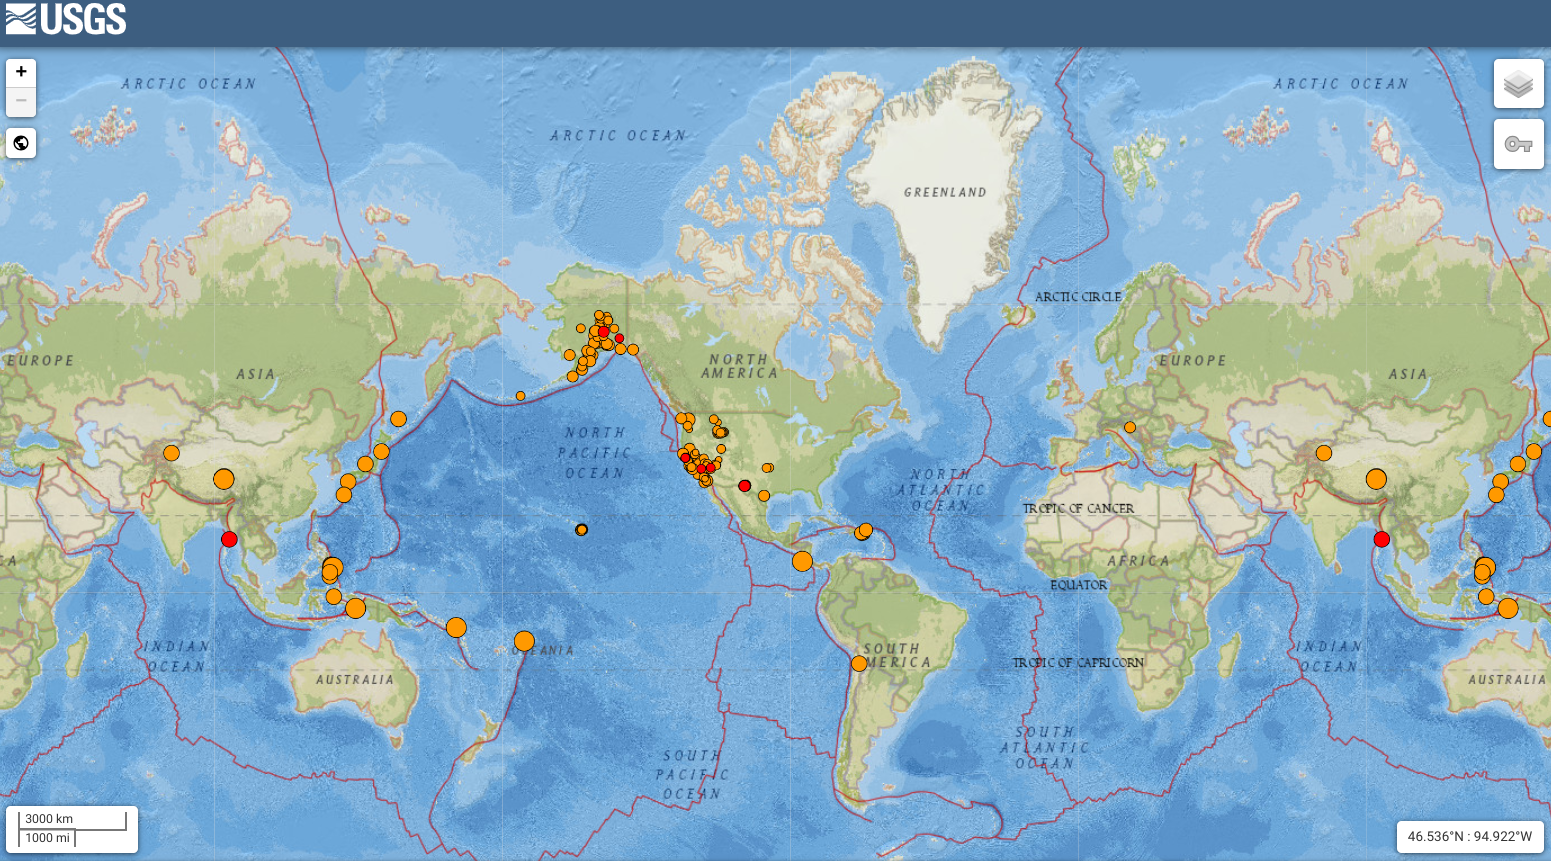 USGS
+
−
ARCTIC OCEAN
ARCTIC OCEAN
ARCTIC OCEAN
GREENLAND
ARCTIC CIRCLE
EUROPE
ASIA
NORTH
AMERICA
EUROPE
ASIA
NORTH
PACIFIC
OCEAN
NORTH
ATLANTIC
OCEAN
TROPIC OF CANCER
AFRICA
EQUATOR
INDIAN
OCEAN
SOUTH
TROPIC OF CAPRICORN
INDIAN
OCEAN
AUSTRALIA
AUSTRALIA
SOUTH
PACIFIC
OCEAN
SOUTH
ATLANTIC
OCEAN
3000 km
1000 mi
46.536°N : 94.922°W